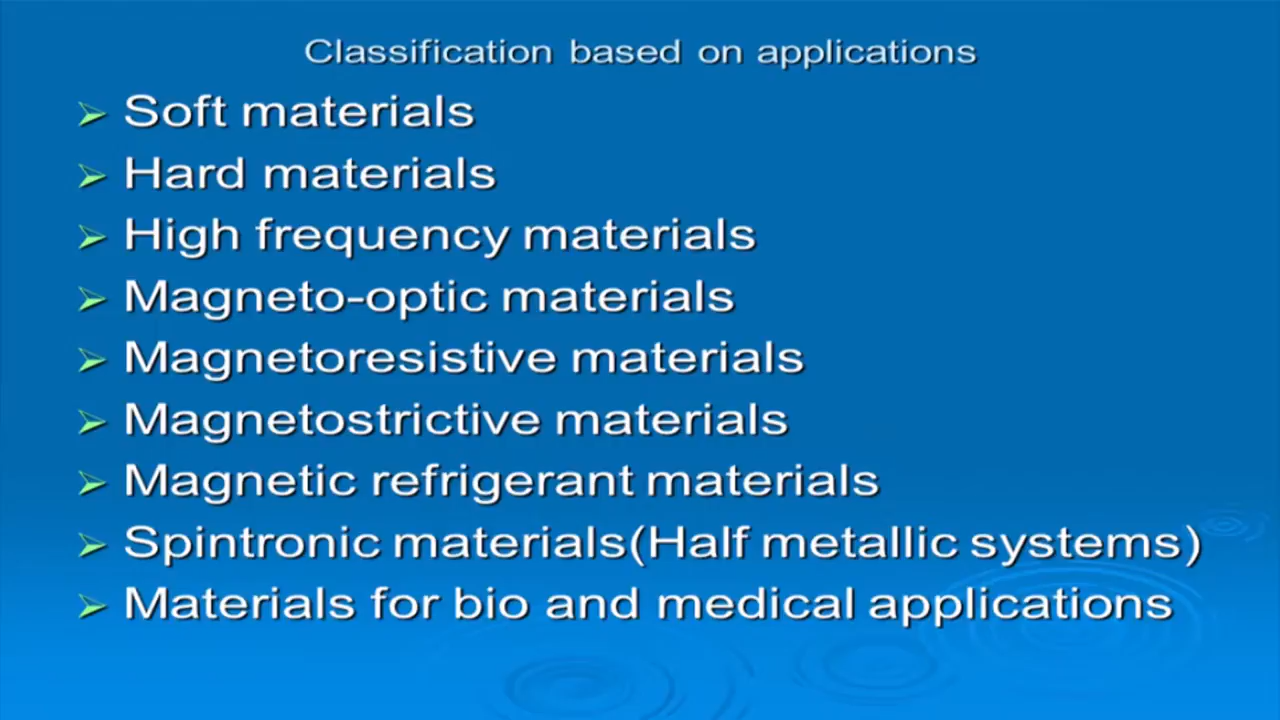 Classification based on applications
➢ Soft materials
➢ Hard materials
➢ High frequency materials
➢ Magneto-optic materials
➢ Magnetoresistive materials
➢ Magnetostrictive materials
➢ Magnetic refrigerant materials
➢ Spintronic materials(Half metallic systems)
➢ Materials for bio and medical applications